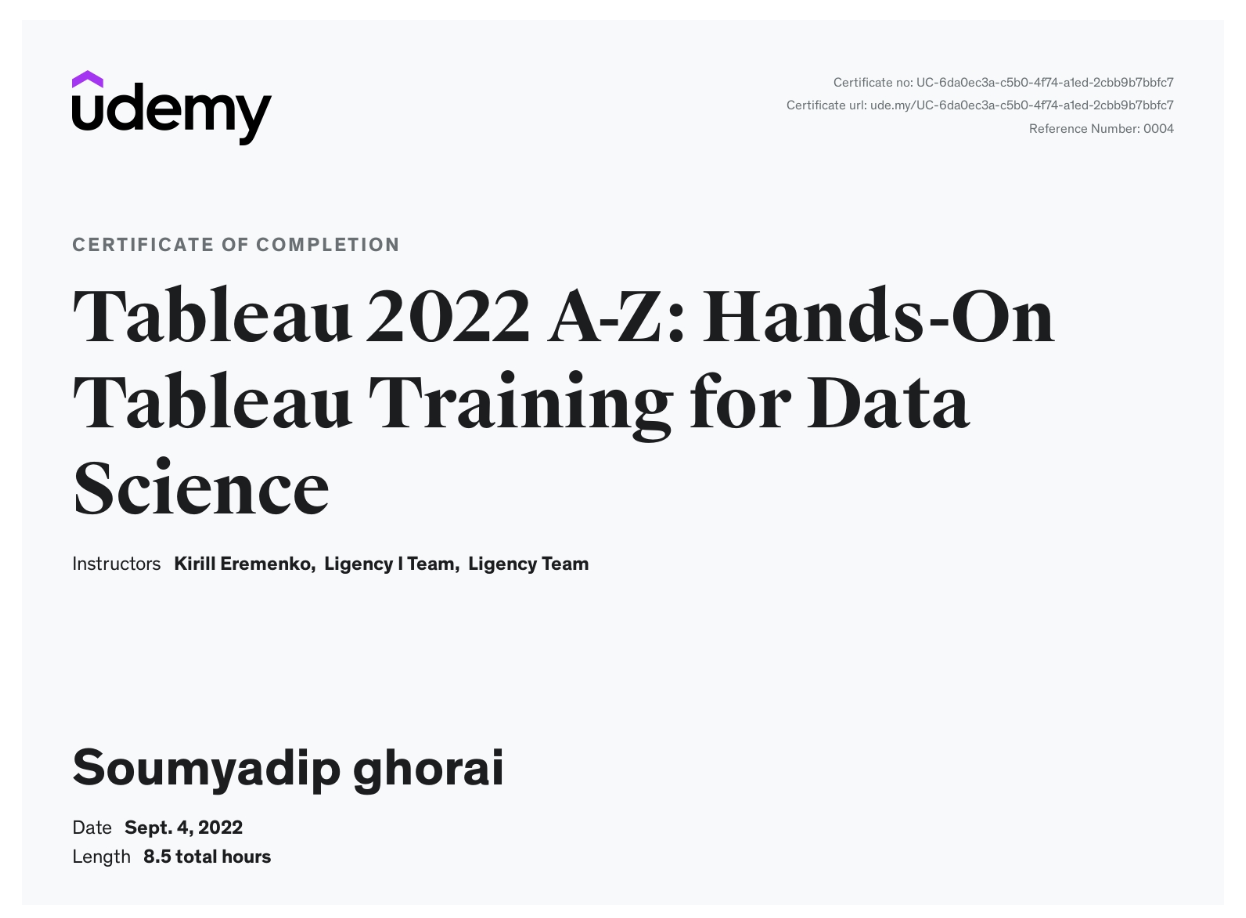 udemy
Certificate no: UC-6da0ec3a-c5b0-4f74-a1ed-2cbb9b7bbfc7
Certificate url: ude.my/UC-6da0ec3a-c5b0-4f74-a1ed-2cbb9b7bbfc7
Reference Number: 0004
CERTIFICATE OF COMPLETION
Tableau 2022 A-Z: Hands-On
Tableau Training for Data
Science
Instructors Kirill Eremenko, Ligency I Team, Ligency Team
Soumyadip ghorai
Date Sept. 4, 2022
Length 8.5 total hours